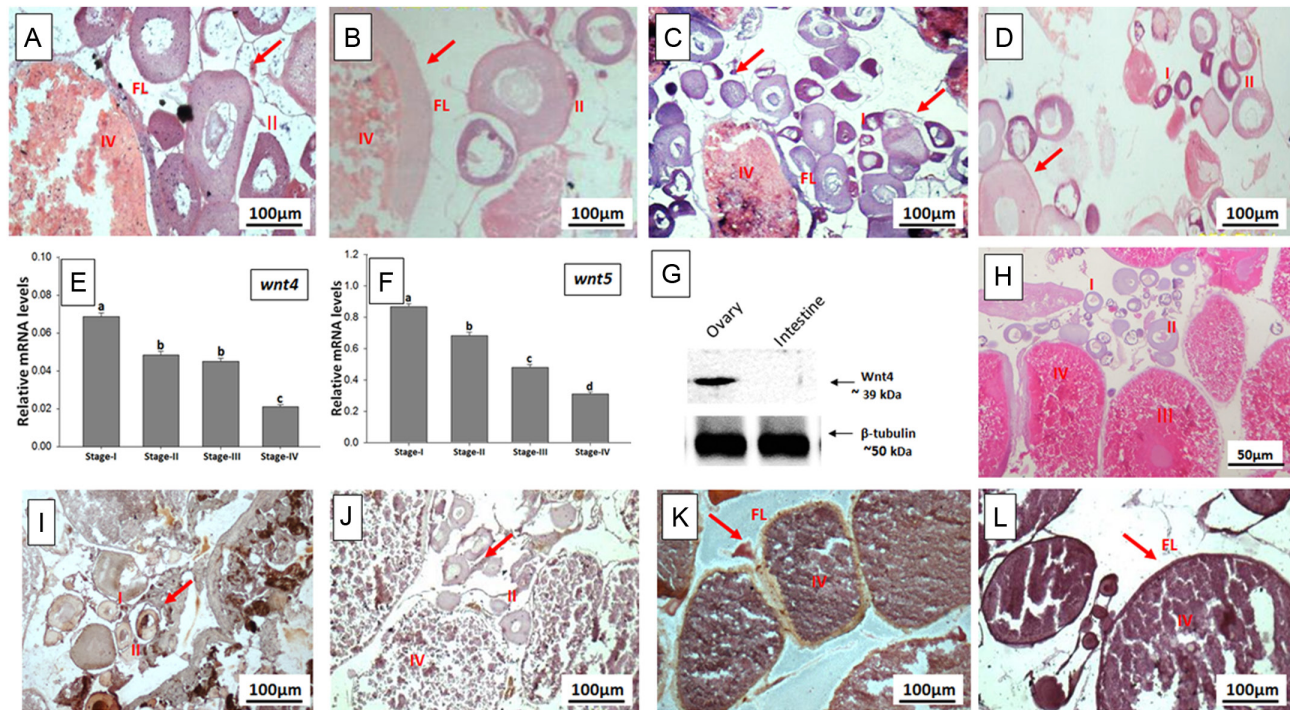 A
FL
II
IV
100µm
B
FL
II
IV
100µm
C
I
IV
FL
100µm
D
I
II
100µm
E
wnt4
Relative mRNA levels
0.10
0.08
0.06
0.04
0.02
0.00
a
b
b
c
Stage-I
Stage-II
Stage-III
Stage-IV
F
wnt5
Relative mRNA levels
1.2
1.0
0.8
0.6
0.4
0.2
0.0
a
b
c
d
Stage-I
Stage-II
Stage-III
Stage-IV
G
Ovary
Intestine
Wnt4
~ 39 kDa
β-tubulin
~50 kDa
H
I
II
IV
III
50µm
I
I
II
100µm
J
II
IV
100µm
K
FL
IV
100µm
L
FL
IV
100µm